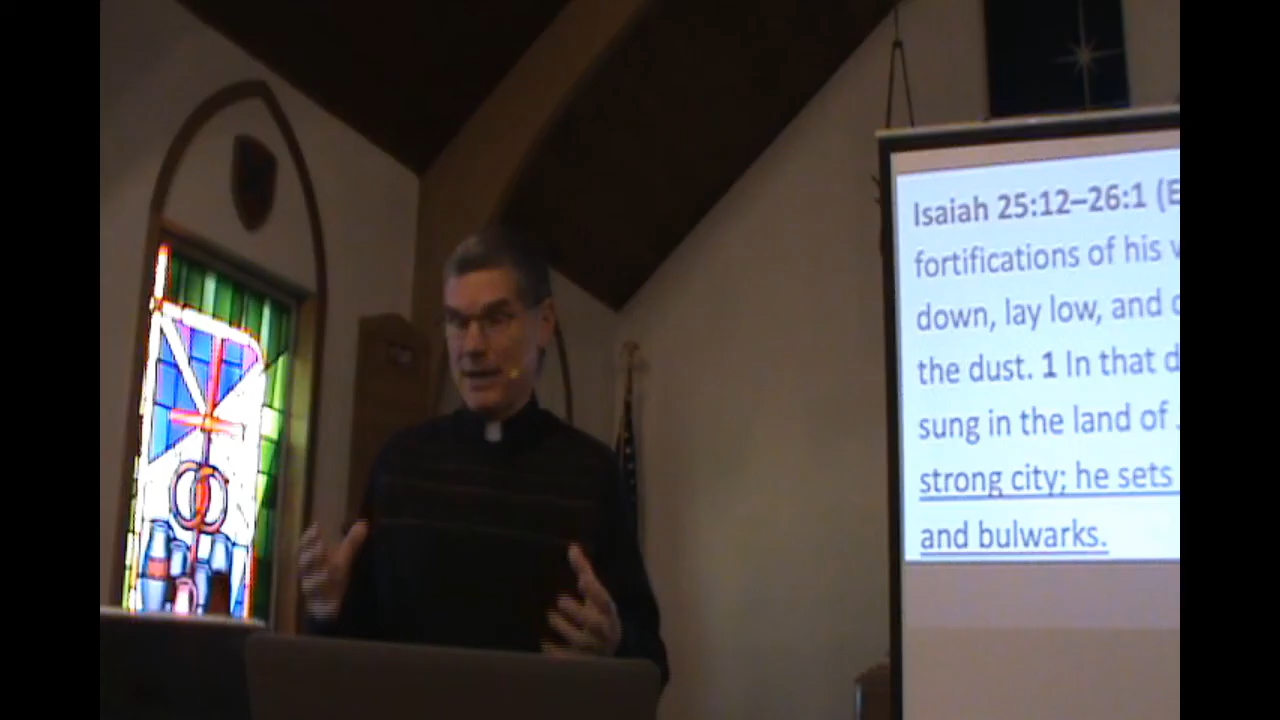 Isaiah 25:12–26:1 (E
fortifications of his
down, lay low, and
the dust. 1 In that d
sung in the land of
strong city; he sets
and bulwarks.